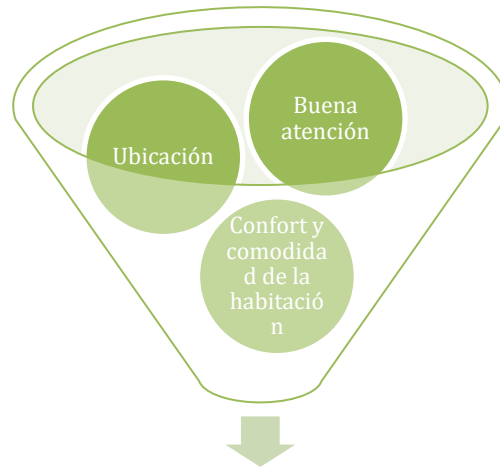 Buena
atención
Ubicación
Confort y
comodida
d de la
habitació
n